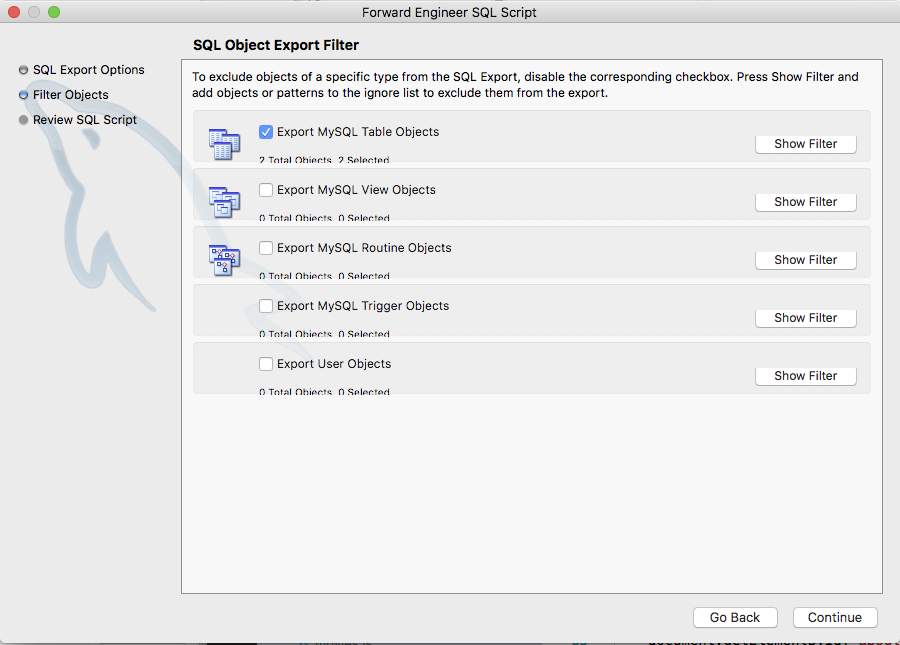 Forward Engineer SQL Script
SQL Object Export Filter
SQL Export Options
Filter Objects
Review SQL Script
To exclude objects of a specific type from the SQL Export, disable the corresponding checkbox. Press Show Filter and
add objects or patterns to the ignore list to exclude them from the export.
Export MySQL Table Objects
2 Total Objects, 2 Selected
Show Filter
Export MySQL View Objects
0 Total Objects, 0 Selected
Show Filter
Export MySQL Routine Objects
0 Total Objects, 0 Selected
Show Filter
Export MySQL Trigger Objects
0 Total Objects, 0 Selected
Show Filter
Export User Objects
0 Total Objects, 0 Selected
Show Filter
Go Back
Continue